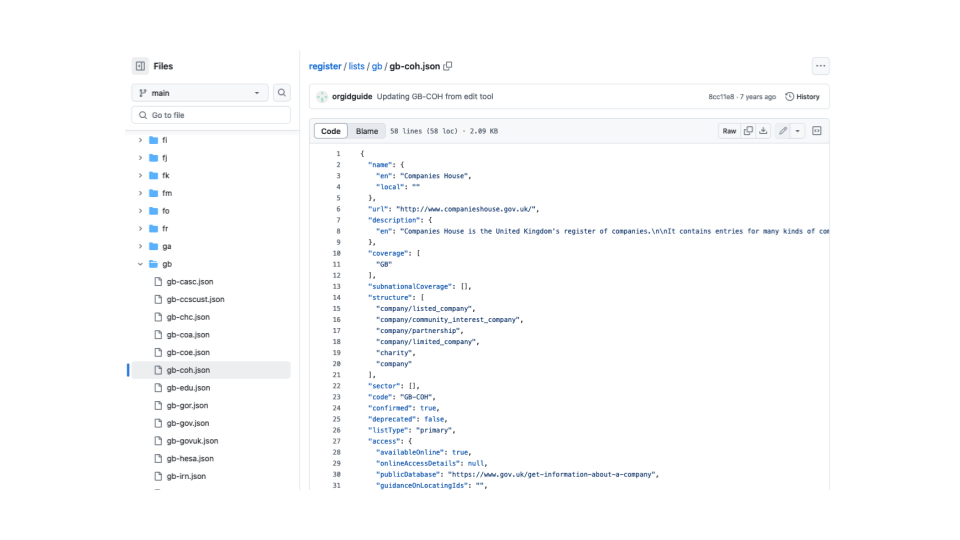 Files
main
Go to file
fi
fj
fk
fm
fo
fr
ga
gb
gb-casc.json
gb-ccscust.json
gb-chc.json
gb-coa.json
gb-coe.json
gb-coh.json
gb-edu.json
gb-gor.json
gb-gov.json
gb-govuk.json
gb-hesa.json
gb-irn.json
register / lists / gb / gb-coh.json
orgidguide Updating GB-COH from edit tool 8cc11e8 · 7 years ago History
Code Blame 58 lines (58 loc) · 2.09 KB Raw
1 {
2 "name": {
3 "en": "Companies House",
4 "local": ""
5 },
6 "url": "http://www.companieshouse.gov.uk/",
7 "description": {
8 "en": "Companies House is the United Kingdom's register of companies.\n\nIt contains entries for many kinds of com
9 },
10 "coverage": [
11 "GB"
12 ],
13 "subnationalCoverage": [],
14 "structure": [
15 "company/listed_company",
16 "company/community_interest_company",
17 "company/partnership",
18 "company/limited_company",
19 "charity",
20 "company"
21 ],
22 "sector": [],
23 "code": "GB-COH",
24 "confirmed": true,
25 "deprecated": false,
26 "listType": "primary",
27 "access": {
28 "availableOnline": true,
29 "onlineAccessDetails": null,
30 "publicDatabase": "https://www.gov.uk/get-information-about-a-company",
31 "guidanceOnLocatingIds": "",